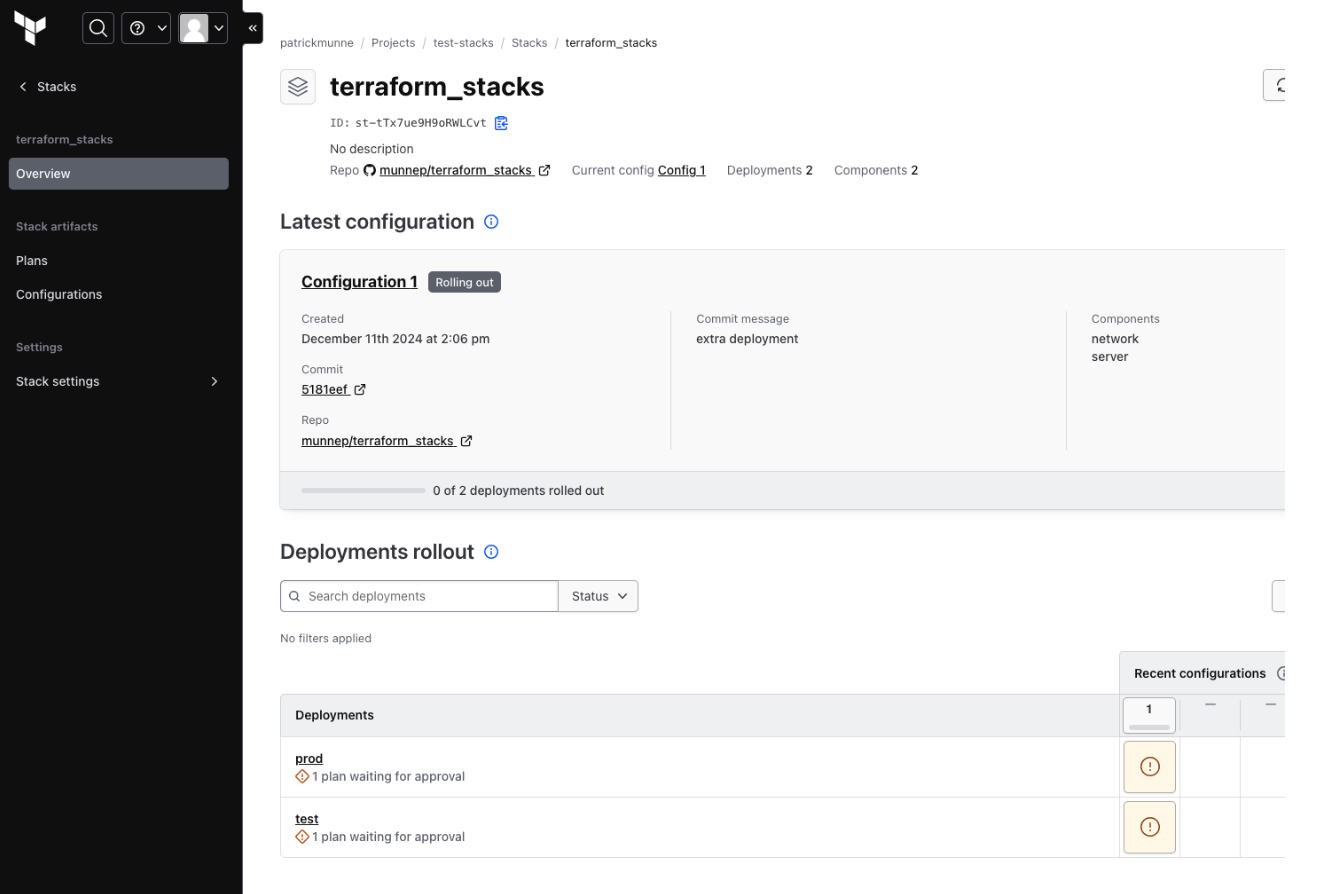 Stacks
terraform_stacks
Overview
Stack artifacts
Plans
Configurations
Settings
Stack settings
patrickmunne / Projects / test-stacks / Stacks / terraform_stacks
terraform_stacks
ID: st-tTx7ue9H9oRWLCvt
No description
Repo munnep/terraform_stacks Current config Config 1 Deployments 2 Components 2
Latest configuration
Configuration 1 Rolling out
Created
December 11th 2024 at 2:06 pm
Commit
5181eef
Repo
munnep/terraform_stacks
Commit message
extra deployment
Components
network
server
0 of 2 deployments rolled out
Deployments rollout
Search deployments Status
No filters applied
Recent configurations
Deployments 1 — —
prod
1 plan waiting for approval
test
1 plan waiting for approval